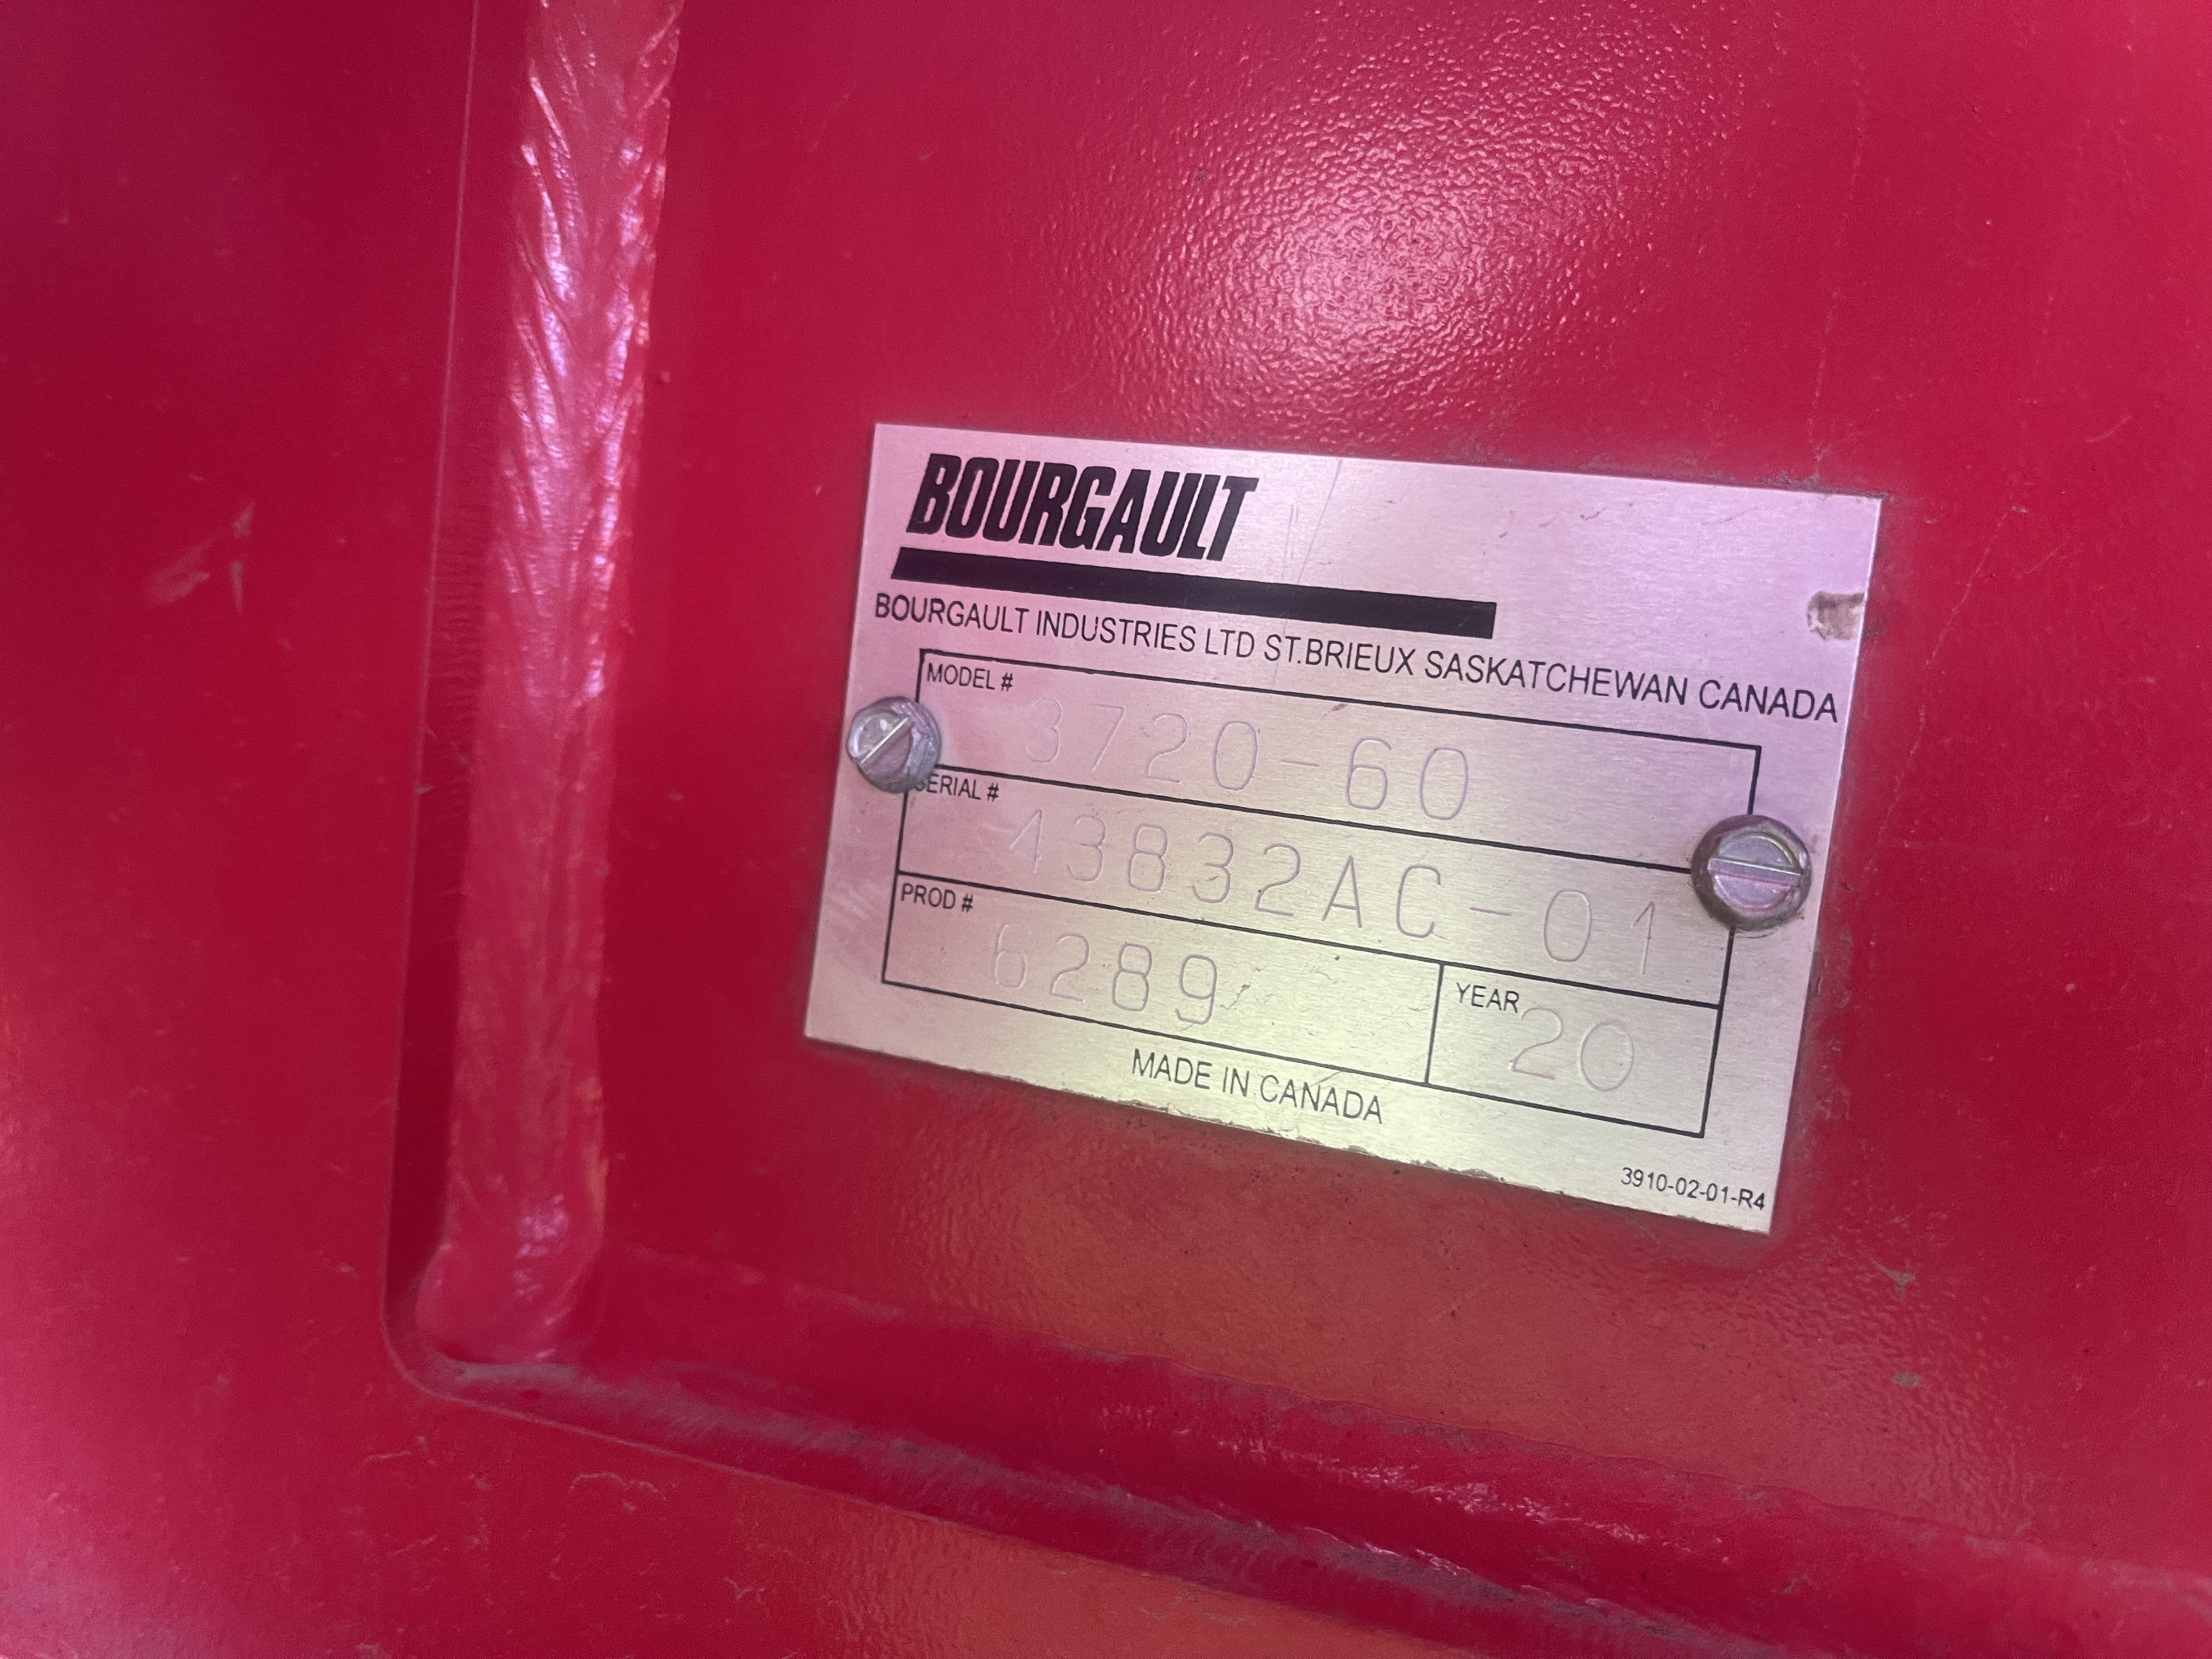 BOURGAULT
BOURGAULT INDUSTRIES LTD ST.BRIEUX SASKATCHEWAN CANADA
MODEL #
3720-60
SERIAL #
43832AC-01
PROD #
6289
YEAR
20
MADE IN CANADA
3910-02-01-R4